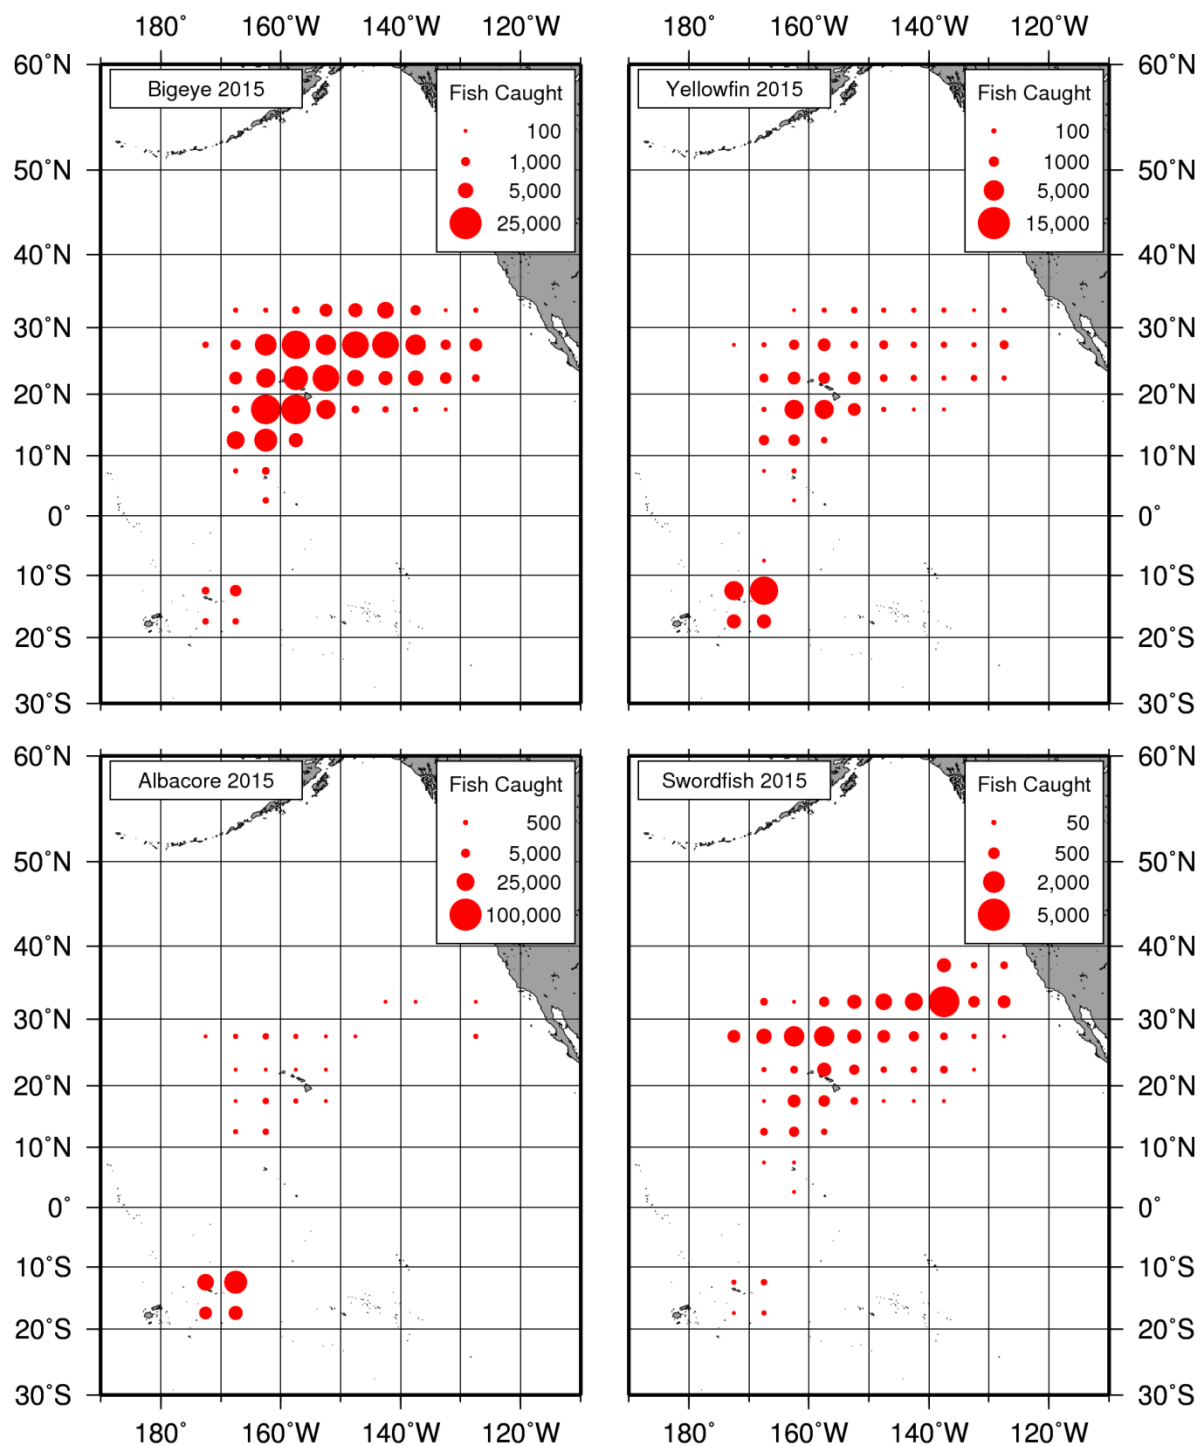 180˚ 160˚W 140˚W 120˚W
180 160˚W 140˚W 120˚W
60˚N
50˚N
40˚N
30˚N
20˚N
10˚N
0˚
10˚S
20˚S
30˚S
Bigeye 2015
Fish Caught
100
1,000
5,000
25,000
Yellowfin 2015
Fish Caught
100
1000
5,000
15,000
60˚N
50˚N
40˚N
30˚N
20˚N
10˚N
0˚
10˚S
20˚S
30˚S
60˚N
50˚N
40˚N
30˚N
20˚N
10˚N
0˚
10˚S
20˚S
30˚S
Albacore 2015
Fish Caught
500
5,000
25,000
100,000
Swordfish 2015
Fish Caught
50
500
2,000
5,000
60˚N
50˚N
40˚N
30˚N
20˚N
10˚N
0˚
10˚S
20˚S
30˚S
180˚ 160˚W 140˚W 120˚W
180˚ 160˚W 140˚W 120˚W